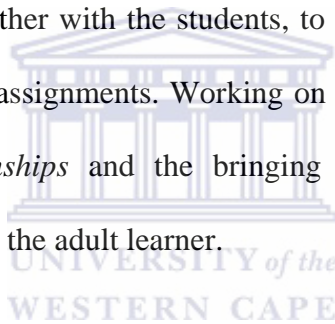 ther with the students, to
assignments. Working on
nships and the bringing
the adult learner.
UNIVERSITY of the
WESTERN CAPE